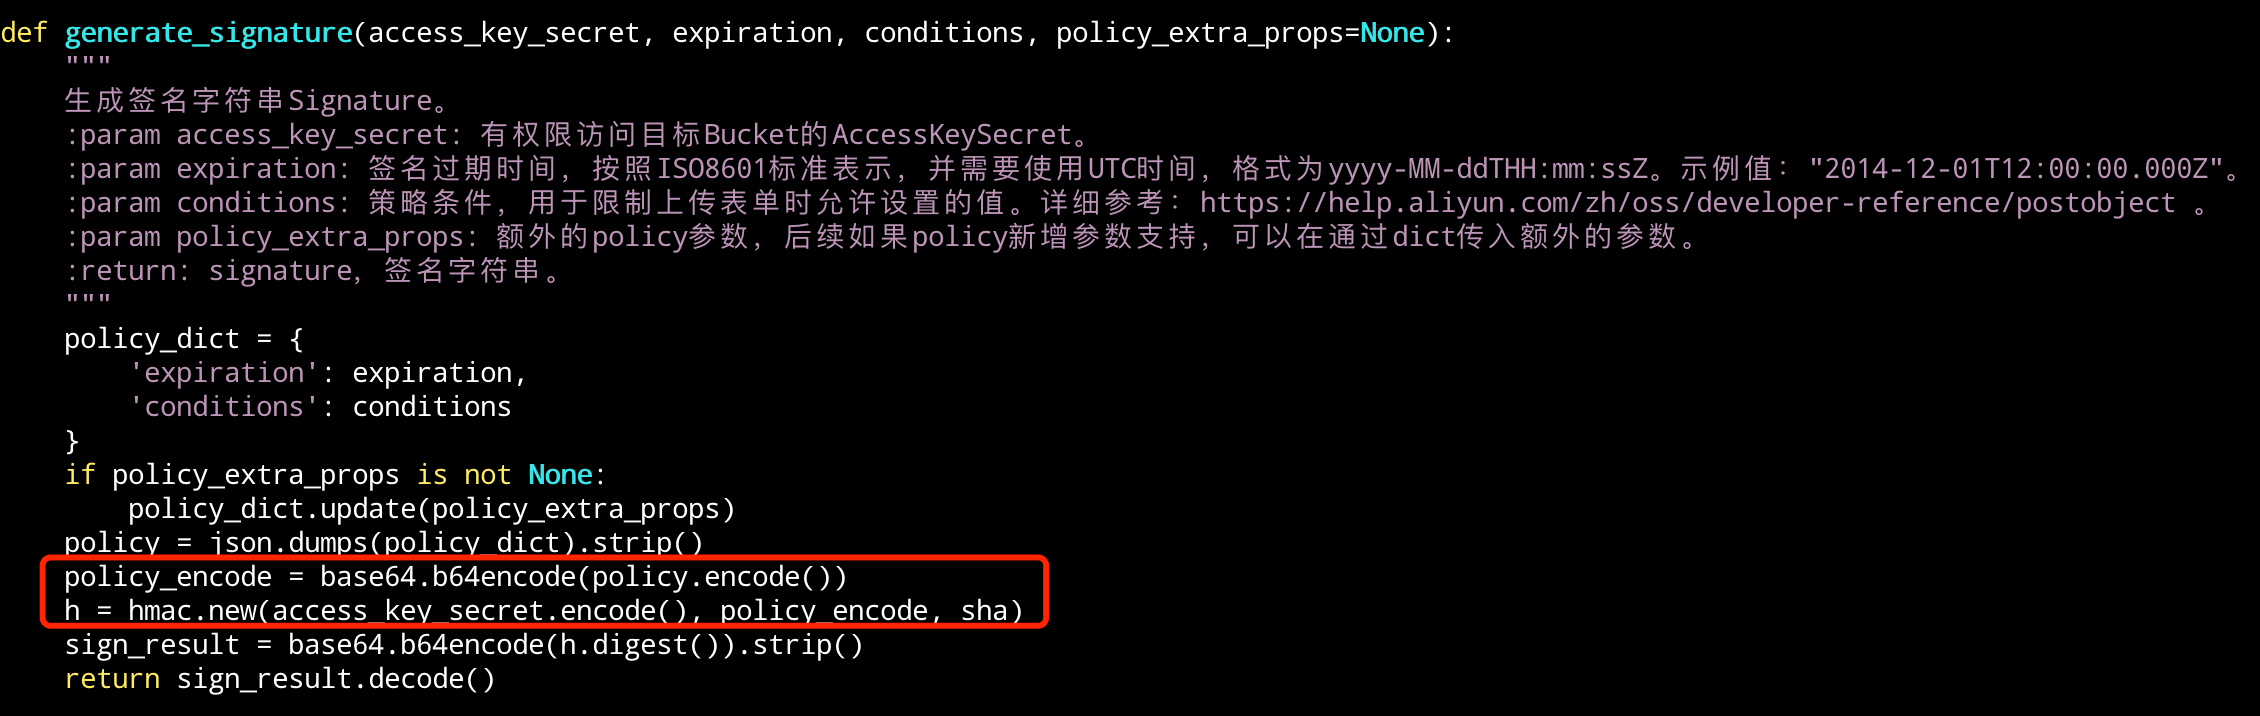 def generate_signature(access_key_secret, expiration, conditions, policy_extra_props=None):
    """
    生成签名字符串Signature。
    :param access_key_secret: 有权限访问目标Bucket的AccessKeySecret。
    :param expiration: 签名过期时间，按照ISO8601标准表示，并需要使用UTC时间，格式为yyyy-MM-ddTHH:mm:ssZ。示例值："2014-12-01T12:00:00.000Z"。
    :param conditions: 策略条件，用于限制上传表单时允许设置的值。详细参考：https://help.aliyun.com/zh/oss/developer-reference/postobject 。
    :param policy_extra_props: 额外的policy参数，后续如果policy新增参数支持，可以在通过dict传入额外的参数。
    :return: signature，签名字符串。
    """
    policy_dict = {
        'expiration': expiration,
        'conditions': conditions
    }
    if policy_extra_props is not None:
        policy_dict.update(policy_extra_props)
    policy = json.dumps(policy_dict).strip()
    policy_encode = base64.b64encode(policy.encode())
    h = hmac.new(access_key_secret.encode(), policy_encode, sha)
    sign_result = base64.b64encode(h.digest()).strip()
    return sign_result.decode()